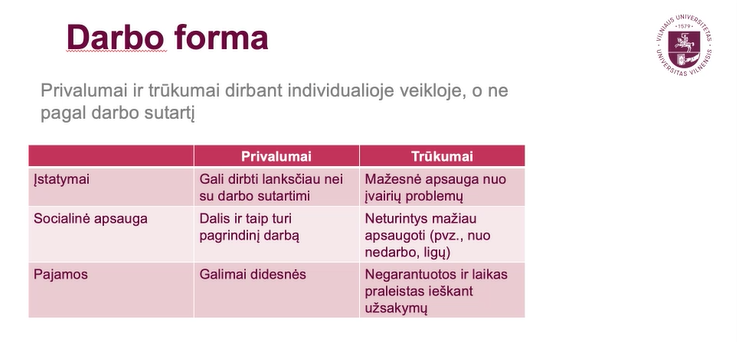 Darbo forma
VILNIAUS UNIVERSITETAS
1579
UNIVERSITAS VILNENSIS
Privalumai ir trūkumai dirbant individualioje veikloje, o ne
pagal darbo sutartį
Privalumai Trūkumai
Įstatymai Gali dirbti lanksčiau nei Mažesnė apsauga nuo
su darbo sutartimi įvairių problemų
Socialinė apsauga Dalis ir taip turi Neturintys mažiau
pagrindinį darbą apsaugoti (pvz., nuo
nedarbo, ligų)
Pajamos Galimai didesnės Negarantuotos ir laikas
praleistas ieškant
užsakymų